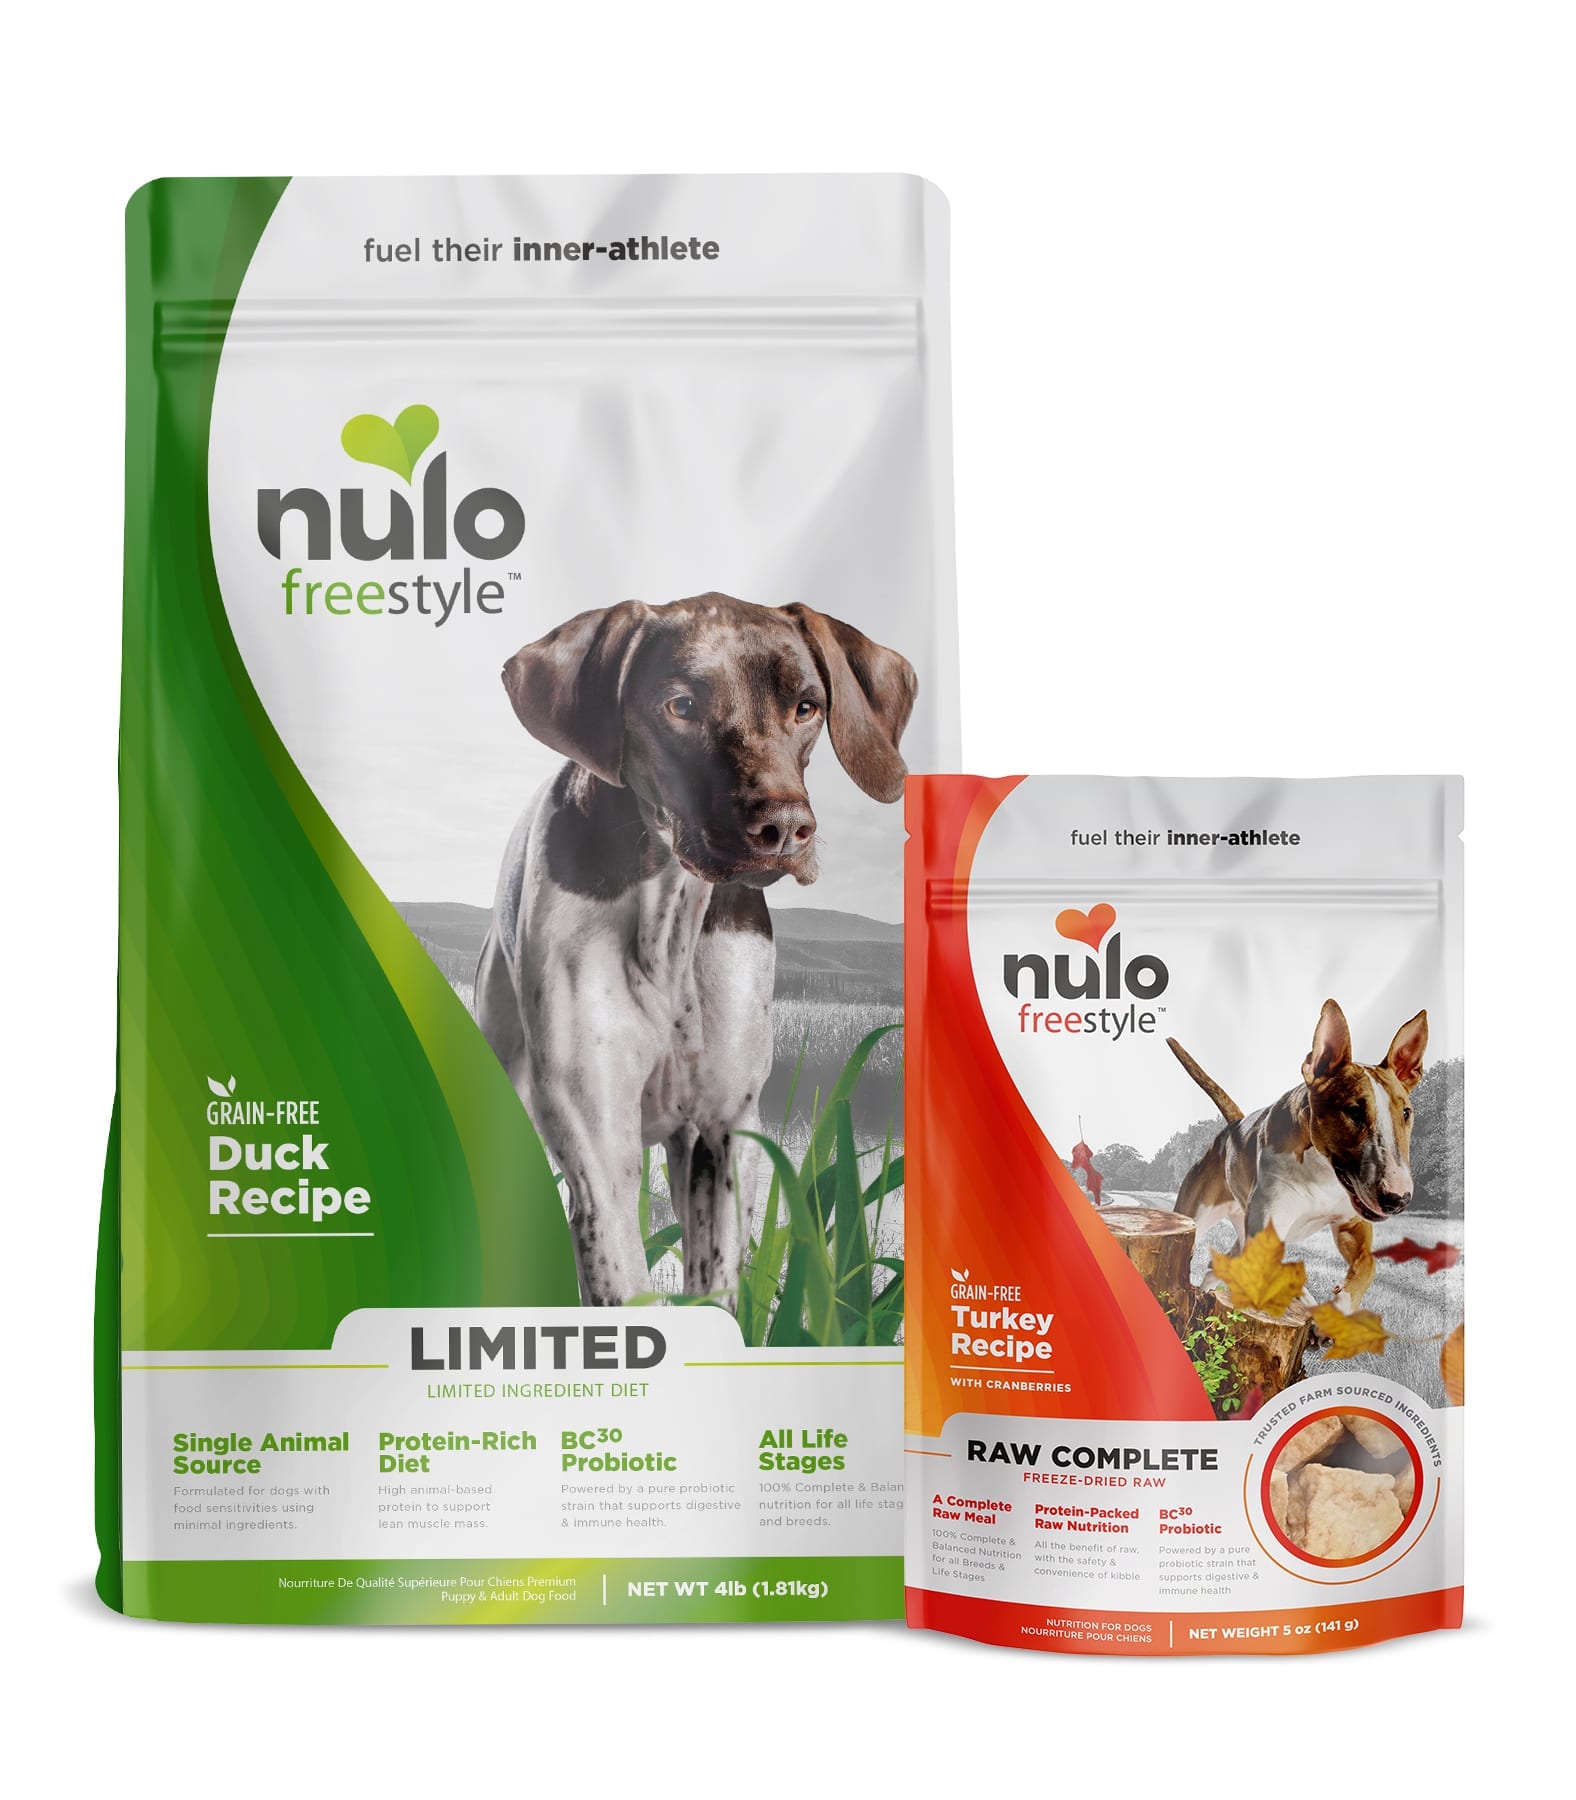 fuel their inner-athlete
nulo
freestyle™
GRAIN-FREE
Duck
Recipe
LIMITED
LIMITED INGREDIENT DIET
Single Animal
Source
Formulated for dogs with
food sensitivities using
minimal ingredients.
Protein-Rich
Diet
High animal-based
protein to support
lean muscle mass.
BC30
Probiotic
Powered by a pure probiotic
strain that supports digestive
& immune health.
All Life
Stages
100% Complete & Balan
nutrition for all life stag
and breeds.
Nourriture De Qualité Supérieure Pour Chiens Premium
Puppy & Adult Dog Food
NET WT 4lb (1.81kg)
fuel their inner-athlete
nulo
freestyle™
GRAIN-FREE
Turkey
Recipe
WITH CRANBERRIES
TRUSTED FARM SOURCED INGREDIENTS
RAW COMPLETE
FREEZE-DRIED RAW
A Complete
Raw Meal
100% Complete &
Balanced Nutrition
for all Breeds &
Life Stages
Protein-Packed
Raw Nutrition
All the benefit of raw,
with the safety &
convenience of kibble
BC30
Probiotic
Powered by a pure
probiotic strain that
supports digestive &
immune health
NUTRITION FOR DOGS
NOURRITURE POUR CHIENS
NET WEIGHT 5 oz (141 g)